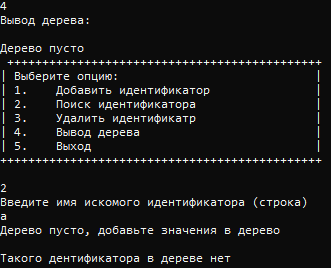 4
Вывод дерева:
Дерево пусто
++++++++++++++++++++++++++++++++++++++++++++++
| Выберите опцию: |
| 1. Добавить идентификатор |
| 2. Поиск идентификатора |
| 3. Удалить идентификатр |
| 4. Вывод дерева |
| 5. Выход |
++++++++++++++++++++++++++++++++++++++++++++++
2
Введите имя искомого идентификатора (строка)
a
Дерево пусто, добавьте значения в дерево
Такого дентификатора в дереве нет